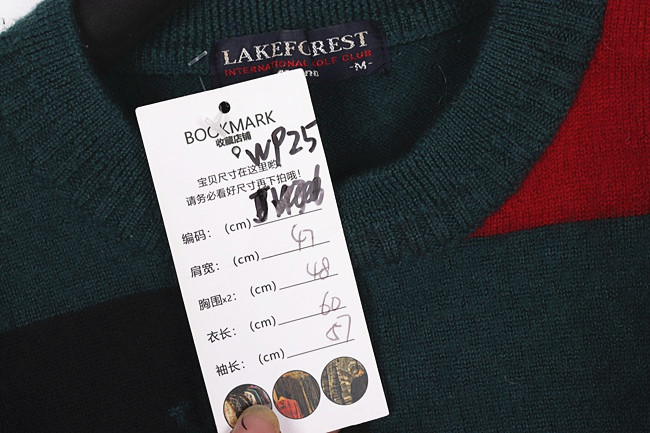 LAKEFOREST
INTERNATIONAL GOLF CLUB
-M-
BOOKMARK
收藏店铺
WP25
宝贝尺寸在这里哟
请务必看好尺寸再下拍哦!
编码: (cm)
肩宽: (cm) 47
胸围x2: (cm) 48
衣长: (cm) 60
袖长: (cm) 57